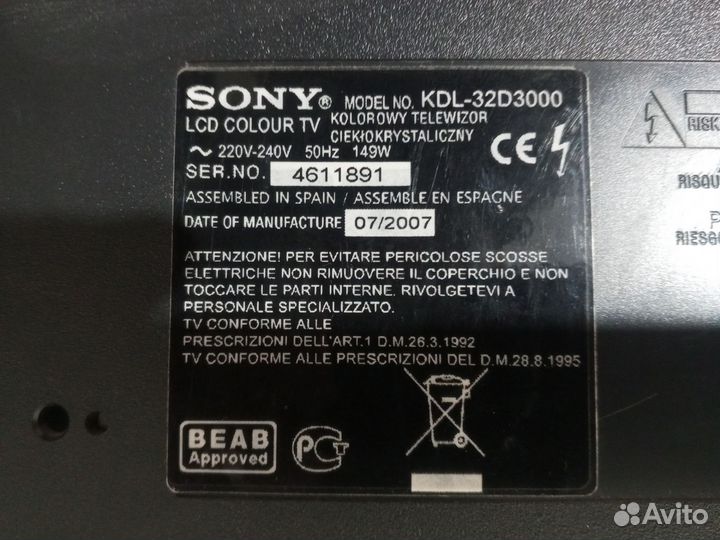 SONY® MODEL NO. KDL-32D3000
LCD COLOUR TV KOLOROWY TELEWIZOR CIEKŁOKRYSTALICZNY
~ 220V-240V 50Hz 149W
SER.NO. 4611891
ASSEMBLED IN SPAIN / ASSEMBLE EN ESPAGNE
DATE OF MANUFACTURE 07/2007
ATTENZIONE! PER EVITARE PERICOLOSE SCOSSE
ELETTRICHE NON RIMUOVERE IL COPERCHIO E NON
TOCCARE LE PARTI INTERNE. RIVOLGETEVI A
PERSONALE SPECIALIZZATO.
TV CONFORME ALLE
PRESCRIZIONI DELL'ART.1 D.M.26.3.1992
TV CONFORME ALLE PRESCRIZIONI DEL D.M.28.8.1995
CE
BEAB
Approved
РСТ
RISK
RISQU
RIESGO
Avito